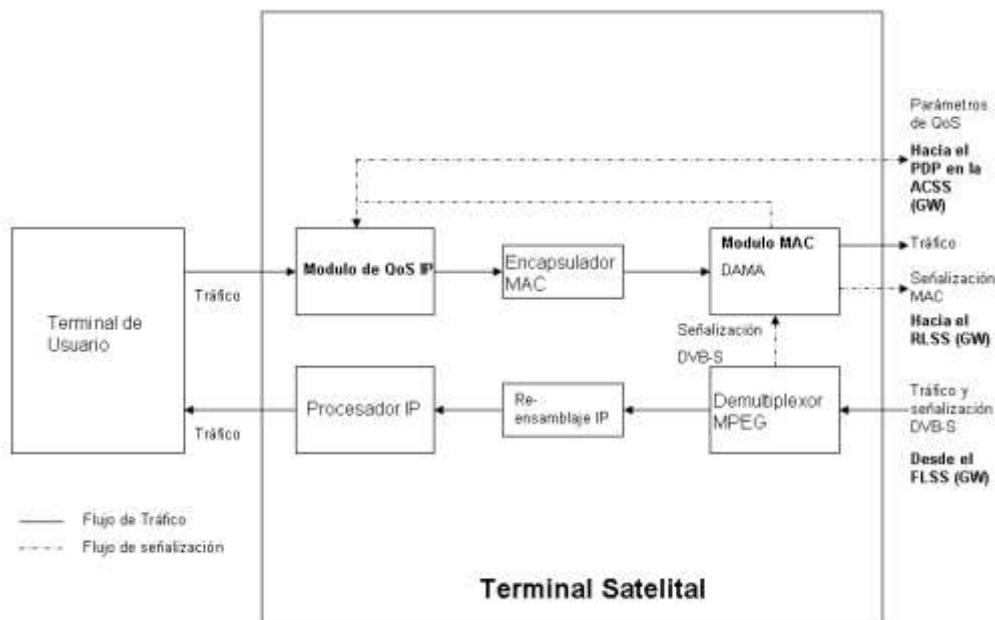 Parámetros
de QoS
Hacia el
PDP en la
ACSS
(GW)
Terminal de
Usuario
Tráfico
Modulo de QoS IP
Encapsulador
MAC
Modulo MAC
DAMA
Tráfico
Señalización
MAC
Hacia el
RLSS (GW)
Señalización
DVB-S
Tráfico
Procesador IP
Re-
ensamblaje IP
Demultiplexor
MPEG
Tráfico y
señalización
DVB-S
Desde el
FLSS (GW)
Flujo de Tráfico
Flujo de señalización
Terminal Satelital